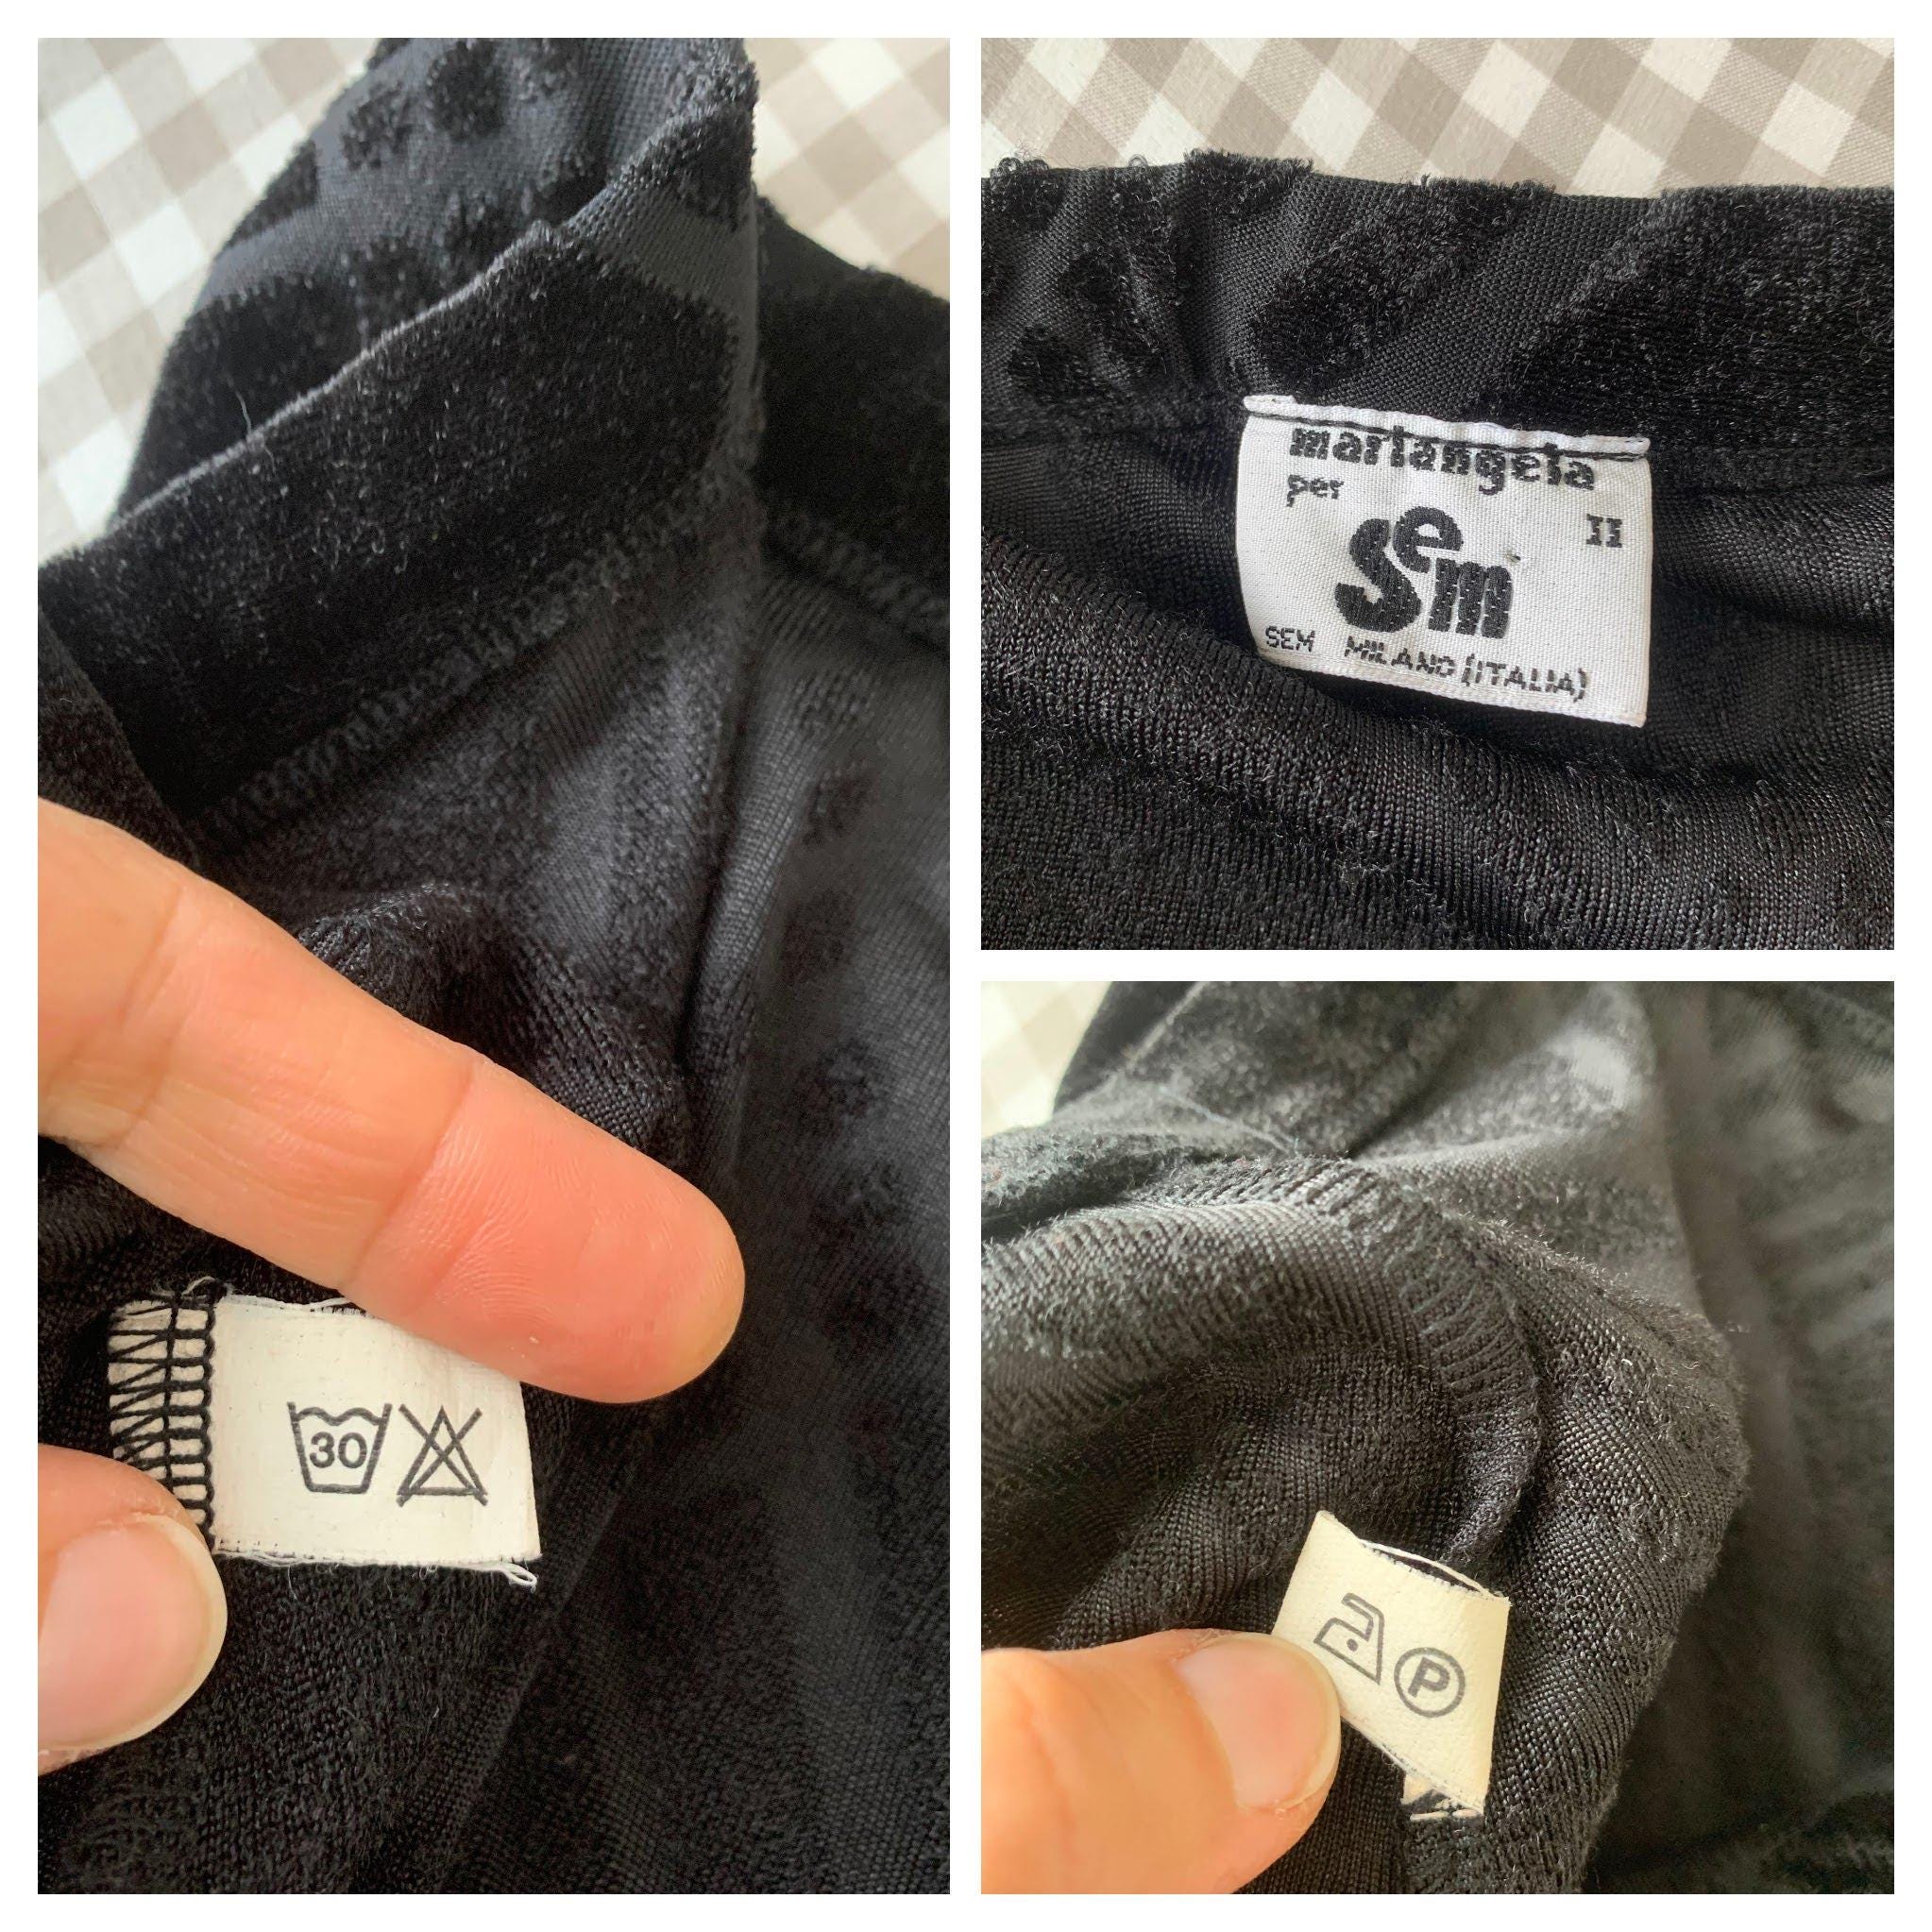 30
mariangela
per
II
Sem
SEM MILANO (ITALIA)
P